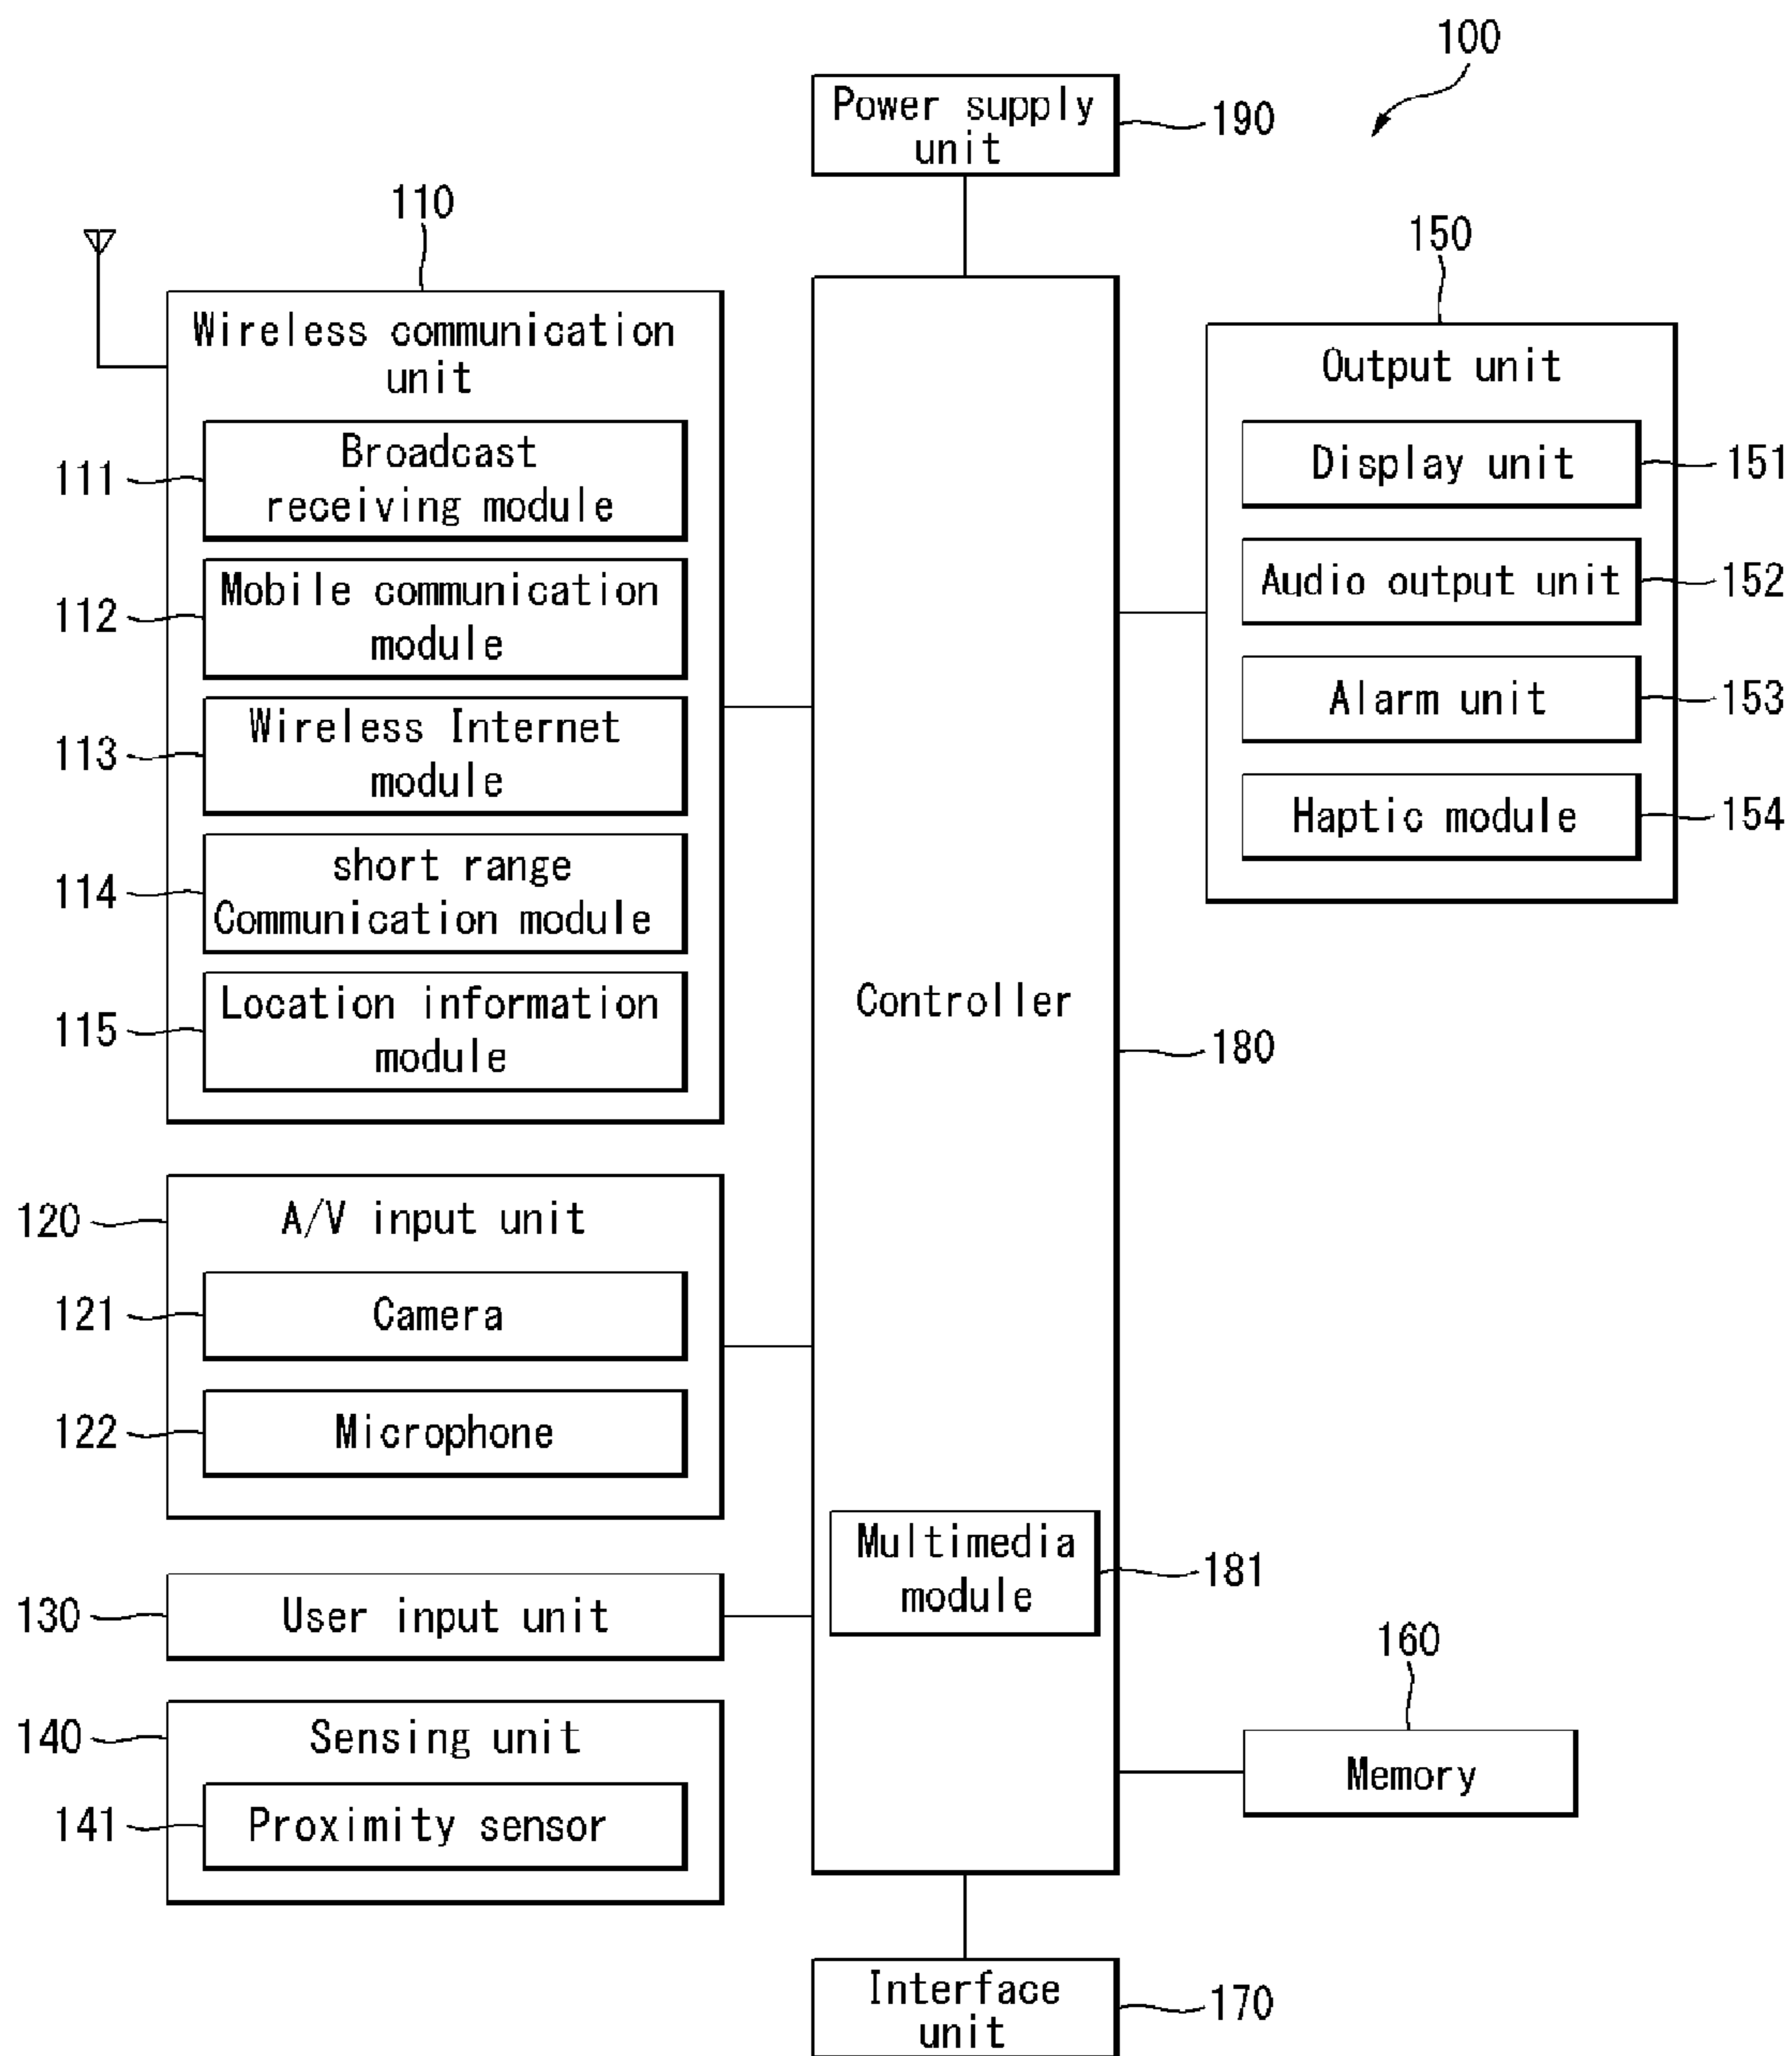 100
Power supply
unit
190
110
Wireless communication
unit
111
Broadcast
receiving module
112
Mobile communication
module
113
Wireless Internet
module
114
short range
Communication module
115
Location information
module
120
A/V input unit
121
Camera
122
Microphone
130
User input unit
140
Sensing unit
141
Proximity sensor
Controller
180
Multimedia
module
181
150
Output unit
Display unit
151
Audio output unit
152
Alarm unit
153
Haptic module
154
160
Memory
Interface
unit
170